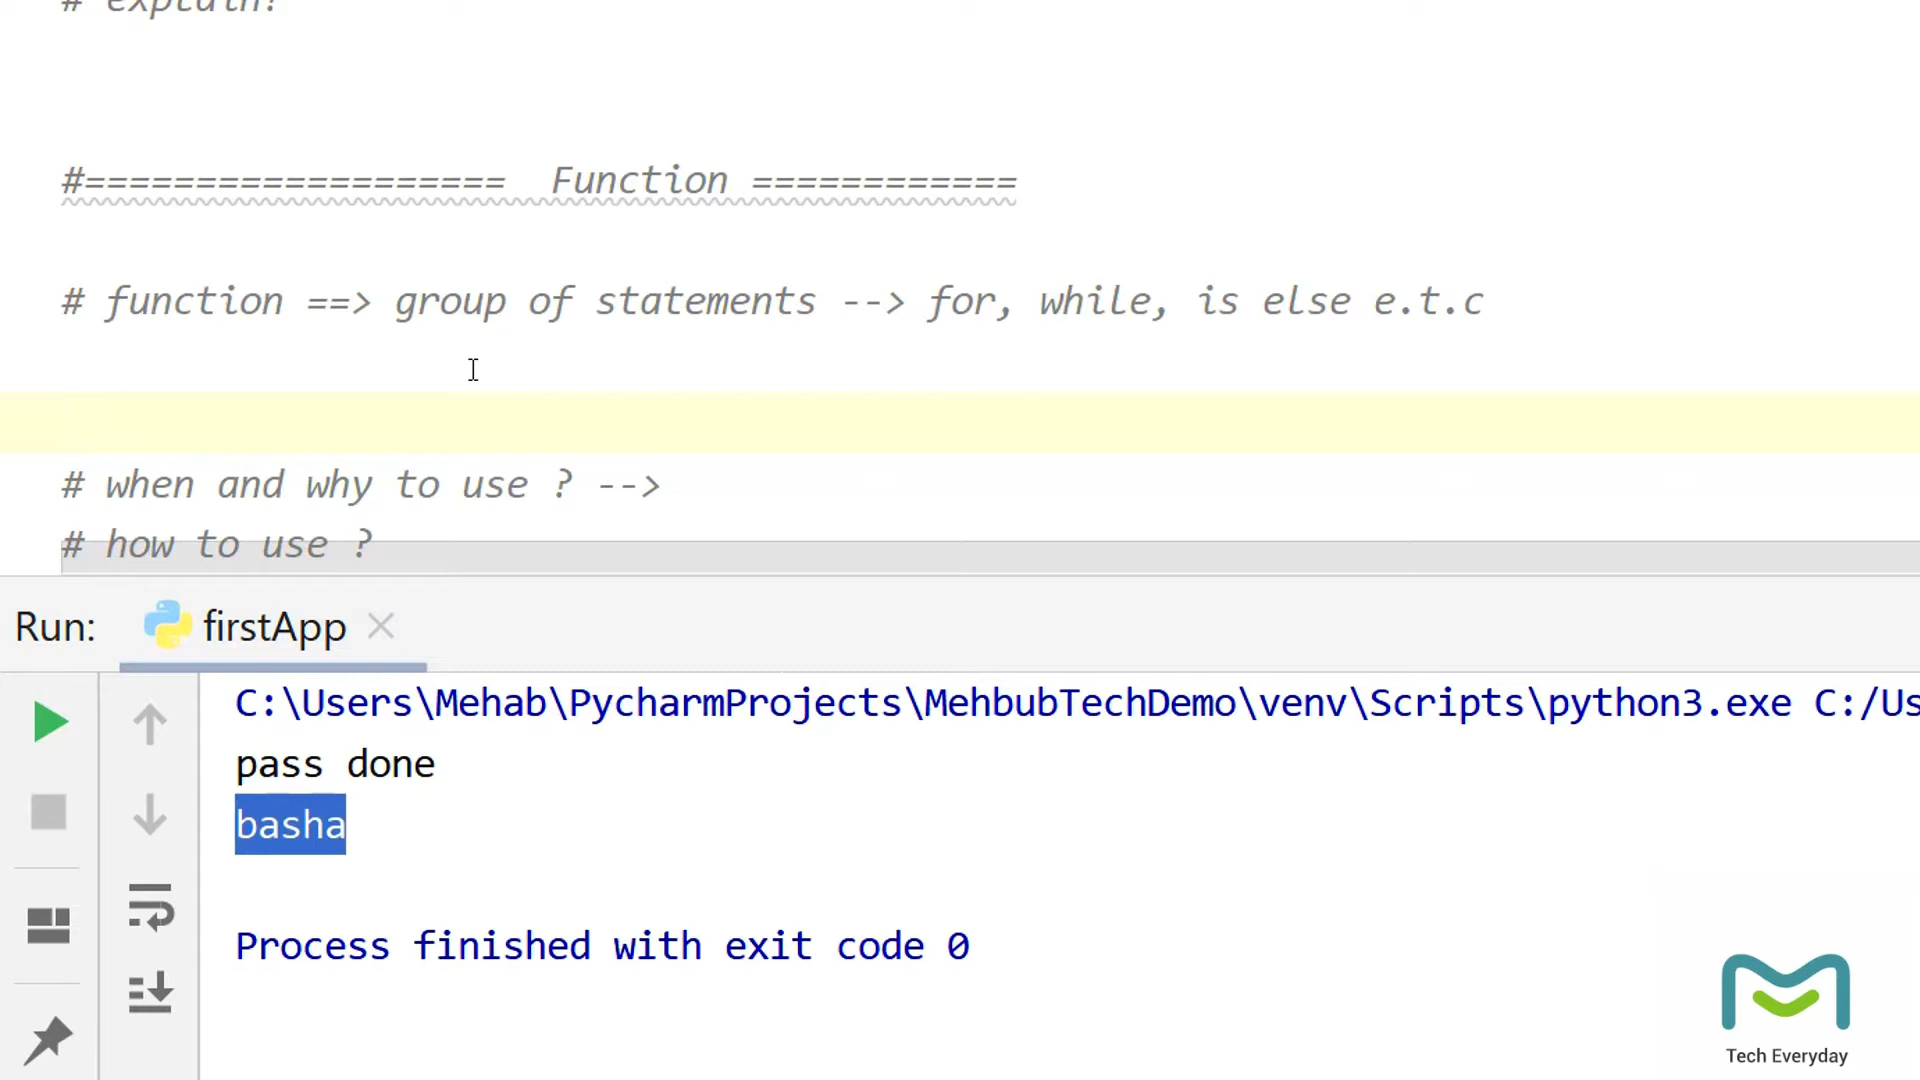 # explain?
#===================  Function ============
# function ==> group of statements --> for, while, is else e.t.c
# when and why to use ? -->
# how to use ?
Run: firstApp
C:\Users\Mehab\PycharmProjects\MehbubTechDemo\venv\Scripts\python3.exe C:/Us
pass done
basha
Process finished with exit code 0
Tech Everyday